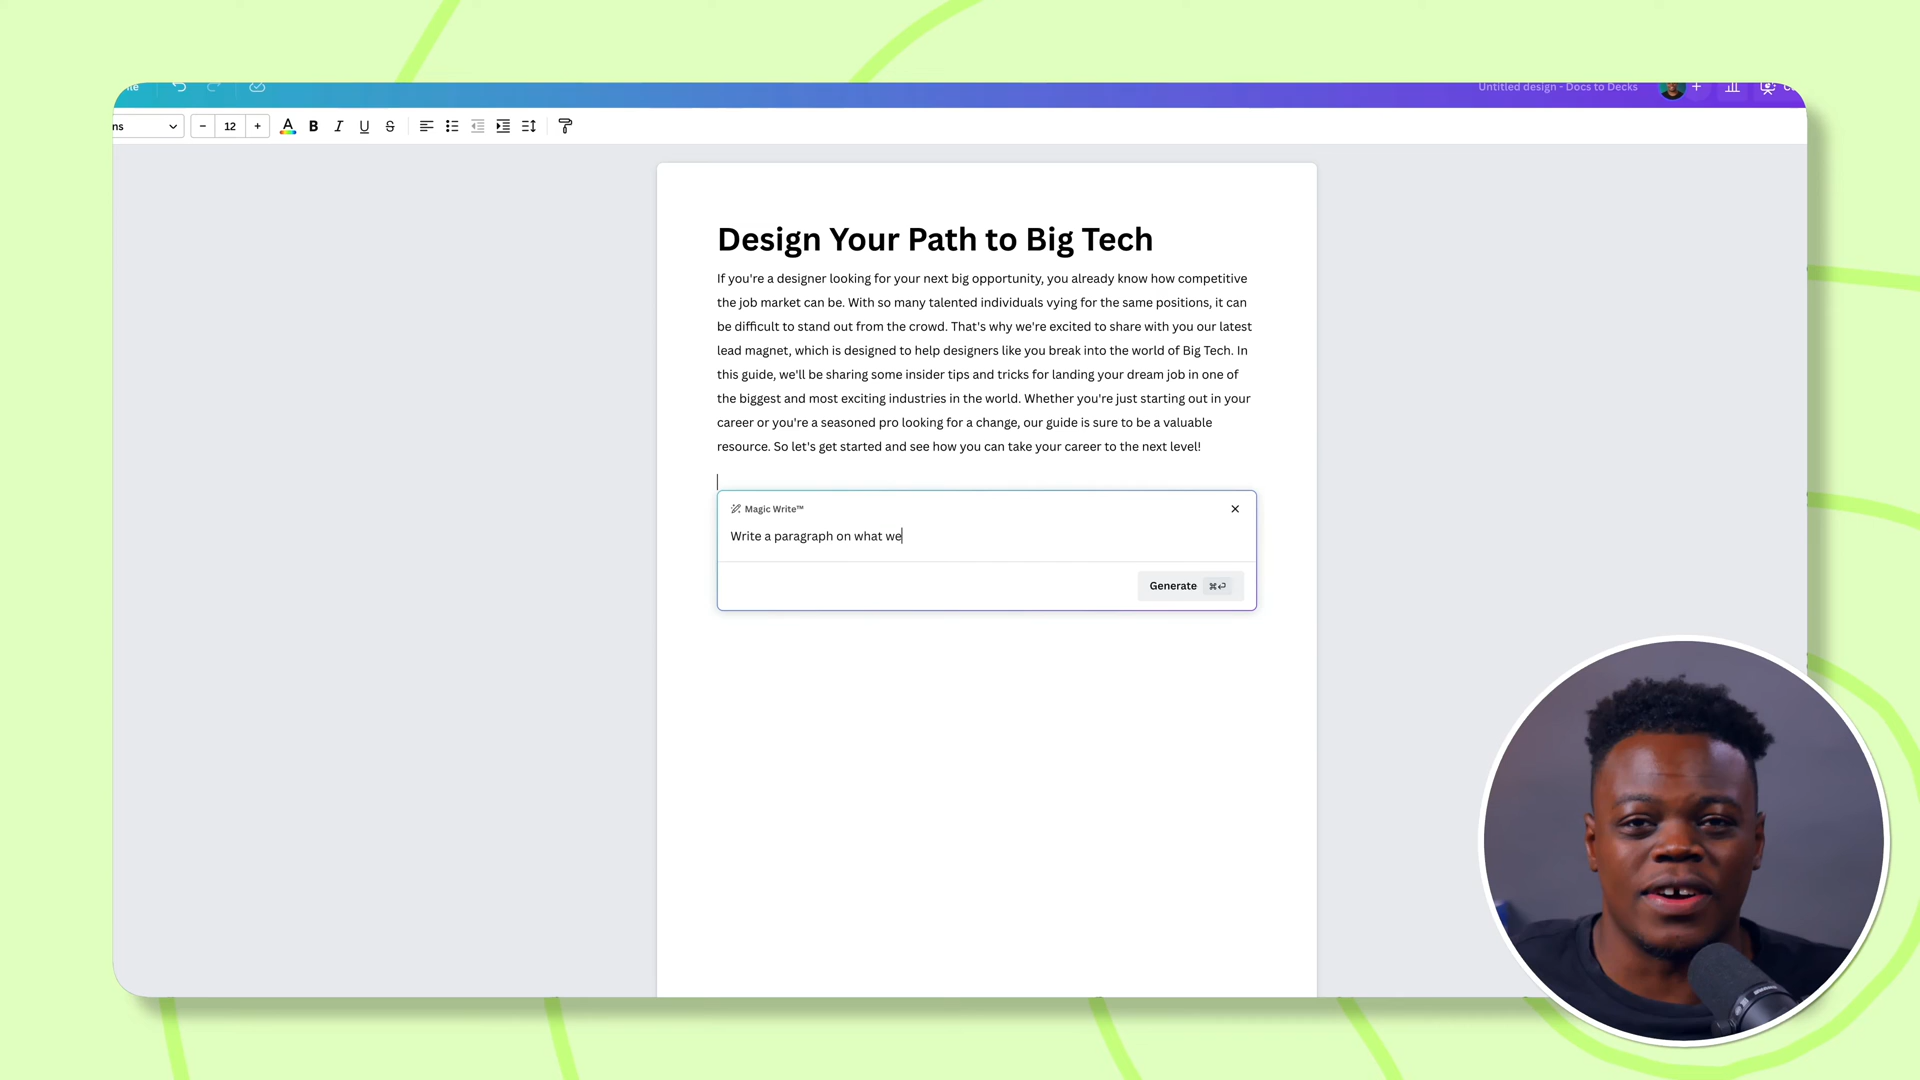 Untitled design - Docs to Decks
ns
12
A B I U S
Design Your Path to Big Tech
If you're a designer looking for your next big opportunity, you already know how competitive
the job market can be. With so many talented individuals vying for the same positions, it can
be difficult to stand out from the crowd. That's why we're excited to share with you our latest
lead magnet, which is designed to help designers like you break into the world of Big Tech. In
this guide, we'll be sharing some insider tips and tricks for landing your dream job in one of
the biggest and most exciting industries in the world. Whether you're just starting out in your
career or you're a seasoned pro looking for a change, our guide is sure to be a valuable
resource. So let's get started and see how you can take your career to the next level!
Magic Write™
Write a paragraph on what we
Generate ⌘⏎